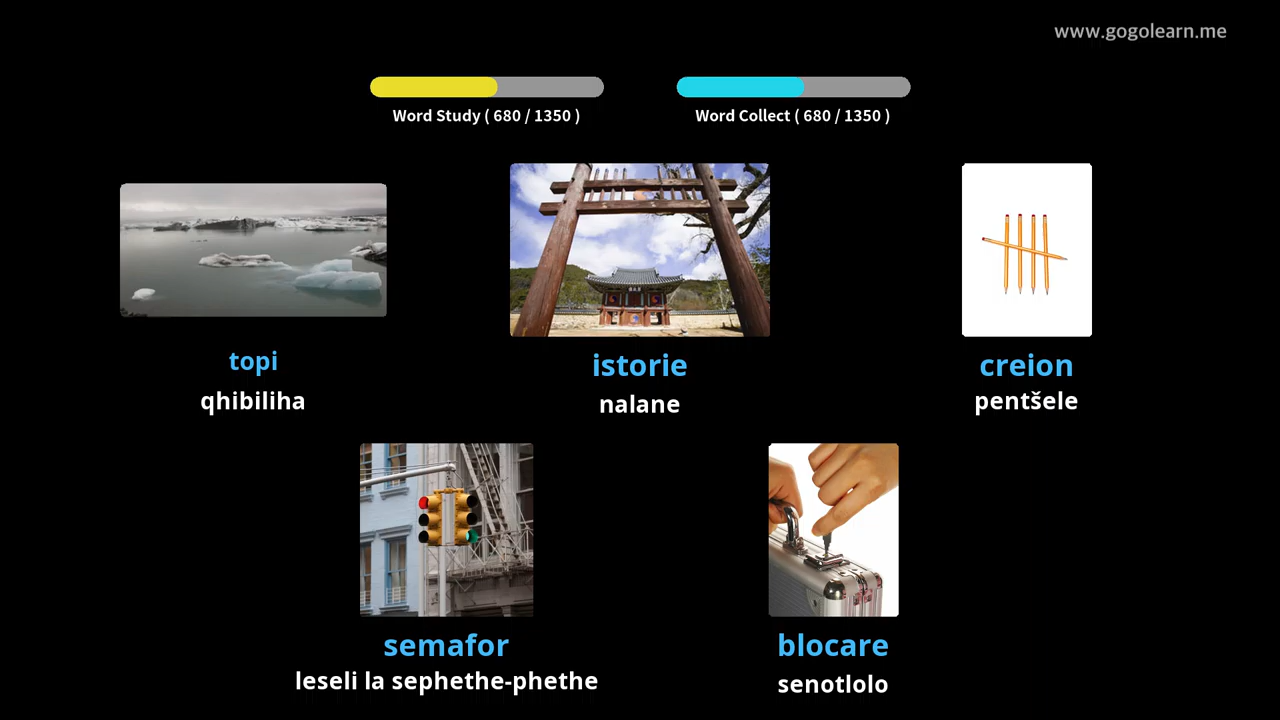 www.gogolearn.me
Word Study ( 680 / 1350 )
Word Collect ( 680 / 1350 )
topi
qhibiliha
istorie
nalane
creion
pentšele
semafor
leseli la sephethe-phethe
blocare
senotlolo